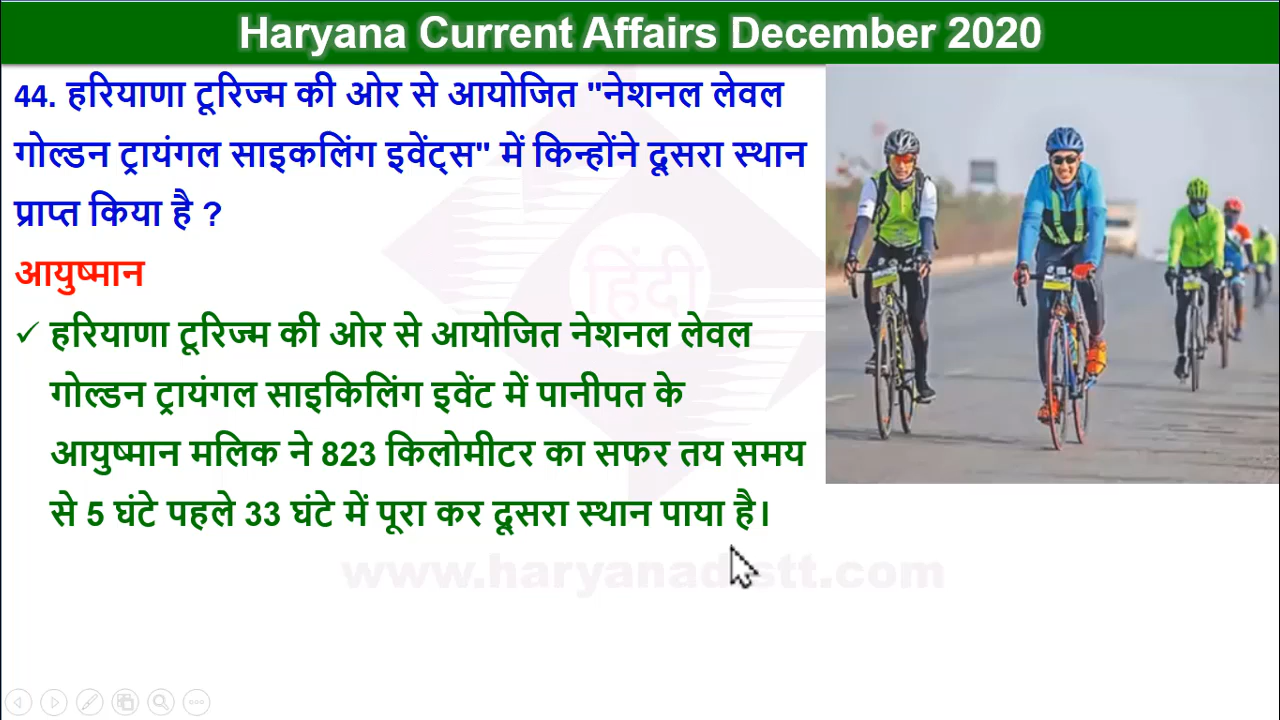 Haryana Current Affairs December 2020
44. हरियाणा टूरिज्म की ओर से आयोजित "नेशनल लेवल
गोल्डन ट्रायंगल साइकलिंग इवेंट्स" में किन्होंने दूसरा स्थान
प्राप्त किया है ?
आयुष्मान
✓ हरियाणा टूरिज्म की ओर से आयोजित नेशनल लेवल
गोल्डन ट्रायंगल साइकिलिंग इवेंट में पानीपत के
आयुष्मान मलिक ने 823 किलोमीटर का सफर तय समय
से 5 घंटे पहले 33 घंटे में पूरा कर दूसरा स्थान पाया है।
हिंदी